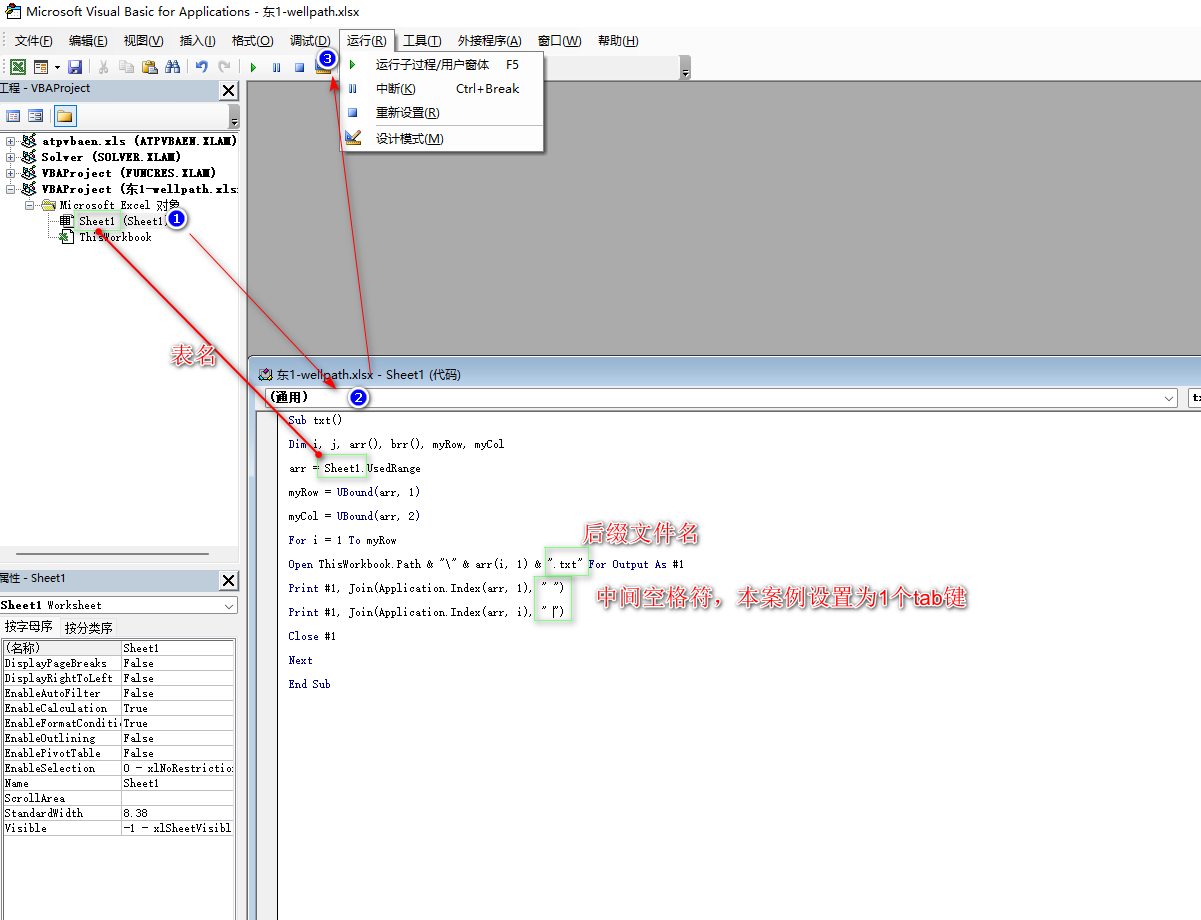 Microsoft Visual Basic for Applications - 东1-wellpath.xlsx
文件(F) 编辑(E) 视图(V) 插入(I) 格式(O) 调试(D) 运行(R) 工具(T) 外接程序(A) 窗口(W) 帮助(H)
3
运行子过程/用户窗体 F5
中断(K) Ctrl+Break
重新设置(R)
设计模式(M)
工程 - VBAProject
atpvbaen.xls (ATPVBAEN.XLAM)
Solver (SOLVER.XLAM)
VBAProject (FUNCRES.XLAM)
VBAProject (东1-wellpath.xls
Microsoft Excel 对象
Sheet1 (Sheet1)
1
ThisWorkbook
表名
东1-wellpath.xlsx - Sheet1 (代码)
(通用)
2
Sub txt()
Dim i, j, arr(), brr(), myRow, myCol
arr = Sheet1.UsedRange
myRow = UBound(arr, 1)
myCol = UBound(arr, 2)
后缀文件名
For i = 1 To myRow
Open ThisWorkbook.Path & "\" & arr(i, 1) & ".txt" For Output As #1
Print #1, Join(Application.Index(arr, 1), " ")
中间空格符，本案例设置为1个tab键
Print #1, Join(Application.Index(arr, i), " ")
Close #1
Next
End Sub
属性 - Sheet1
Sheet1 Worksheet
按字母序 按分类序
(名称) Sheet1
DisplayPageBreaks False
DisplayRightToLeft False
EnableAutoFilter False
EnableCalculation True
EnableFormatConditi True
EnableOutlining False
EnablePivotTable False
EnableSelection 0 - xlNoRestriction
Name Sheet1
ScrollArea
StandardWidth 8.38
Visible -1 - xlSheetVisibl